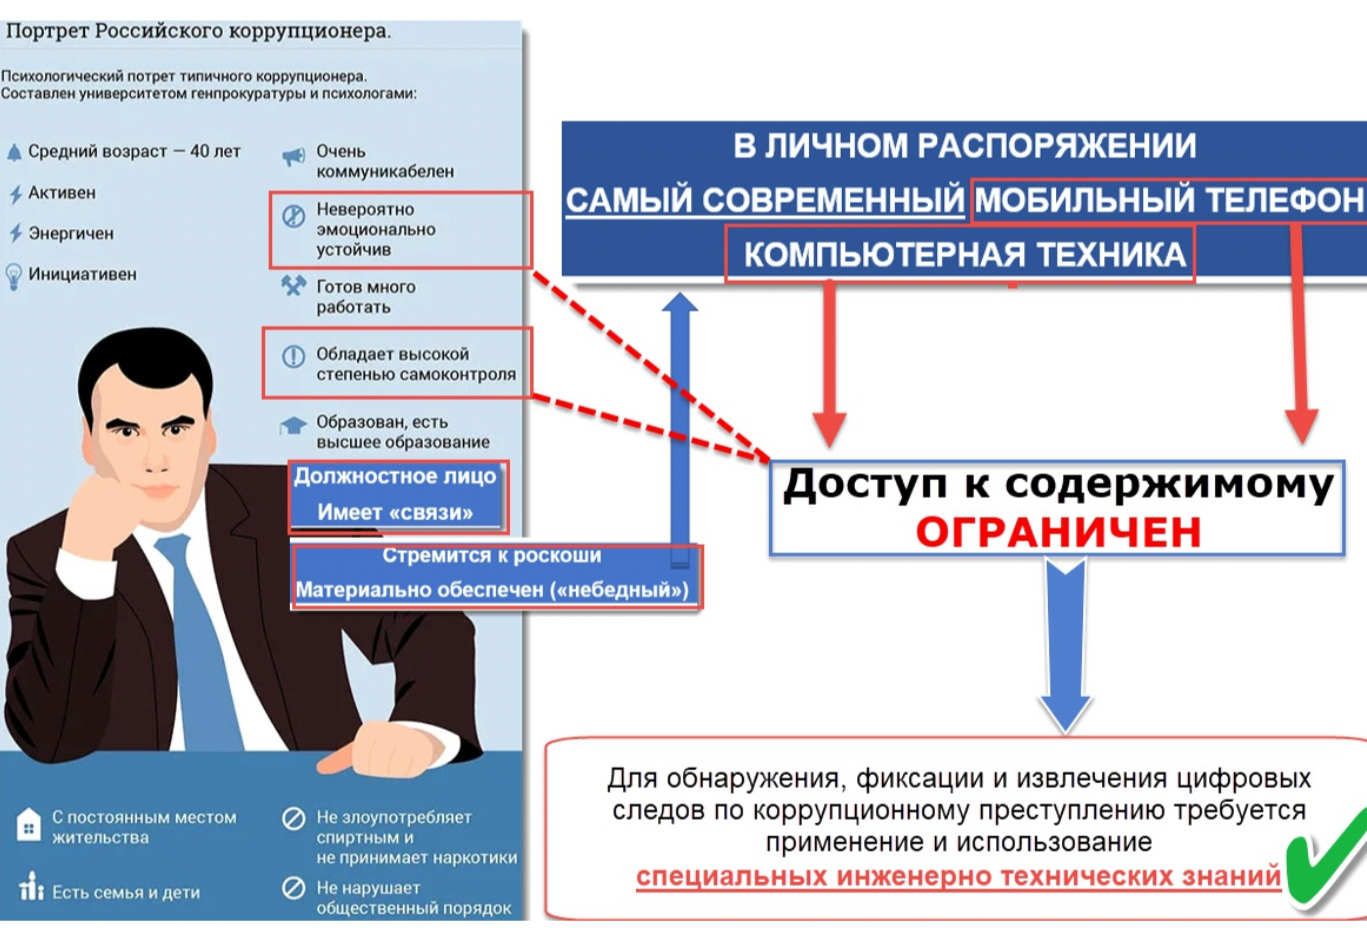 Портрет Российского коррупционера.
Психологический потрет типичного коррупционера.
Составлен университетом генпрокуратуры и психологами:
Средний возраст — 40 лет
Активен
Энергичен
Инициативен
Очень
коммуникабелен
Невероятно
эмоционально
устойчив
Готов много
работать
Обладает высокой
степенью самоконтроля
Образован, есть
высшее образование
Должностное лицо
Имеет «связи»
Стремится к роскоши
Материально обеспечен («небедный»)
С постоянным местом
жительства
Есть семья и дети
Не злоупотребляет
спиртным и
не принимает наркотики
Не нарушает
общественный порядок
В ЛИЧНОМ РАСПОРЯЖЕНИИ
САМЫЙ СОВРЕМЕННЫЙ МОБИЛЬНЫЙ ТЕЛЕФОН
КОМПЬЮТЕРНАЯ ТЕХНИКА
Доступ к содержимому
ОГРАНИЧЕН
Для обнаружения, фиксации и извлечения цифровых
следов по коррупционному преступлению требуется
применение и использование
специальных инженерно технических знаний